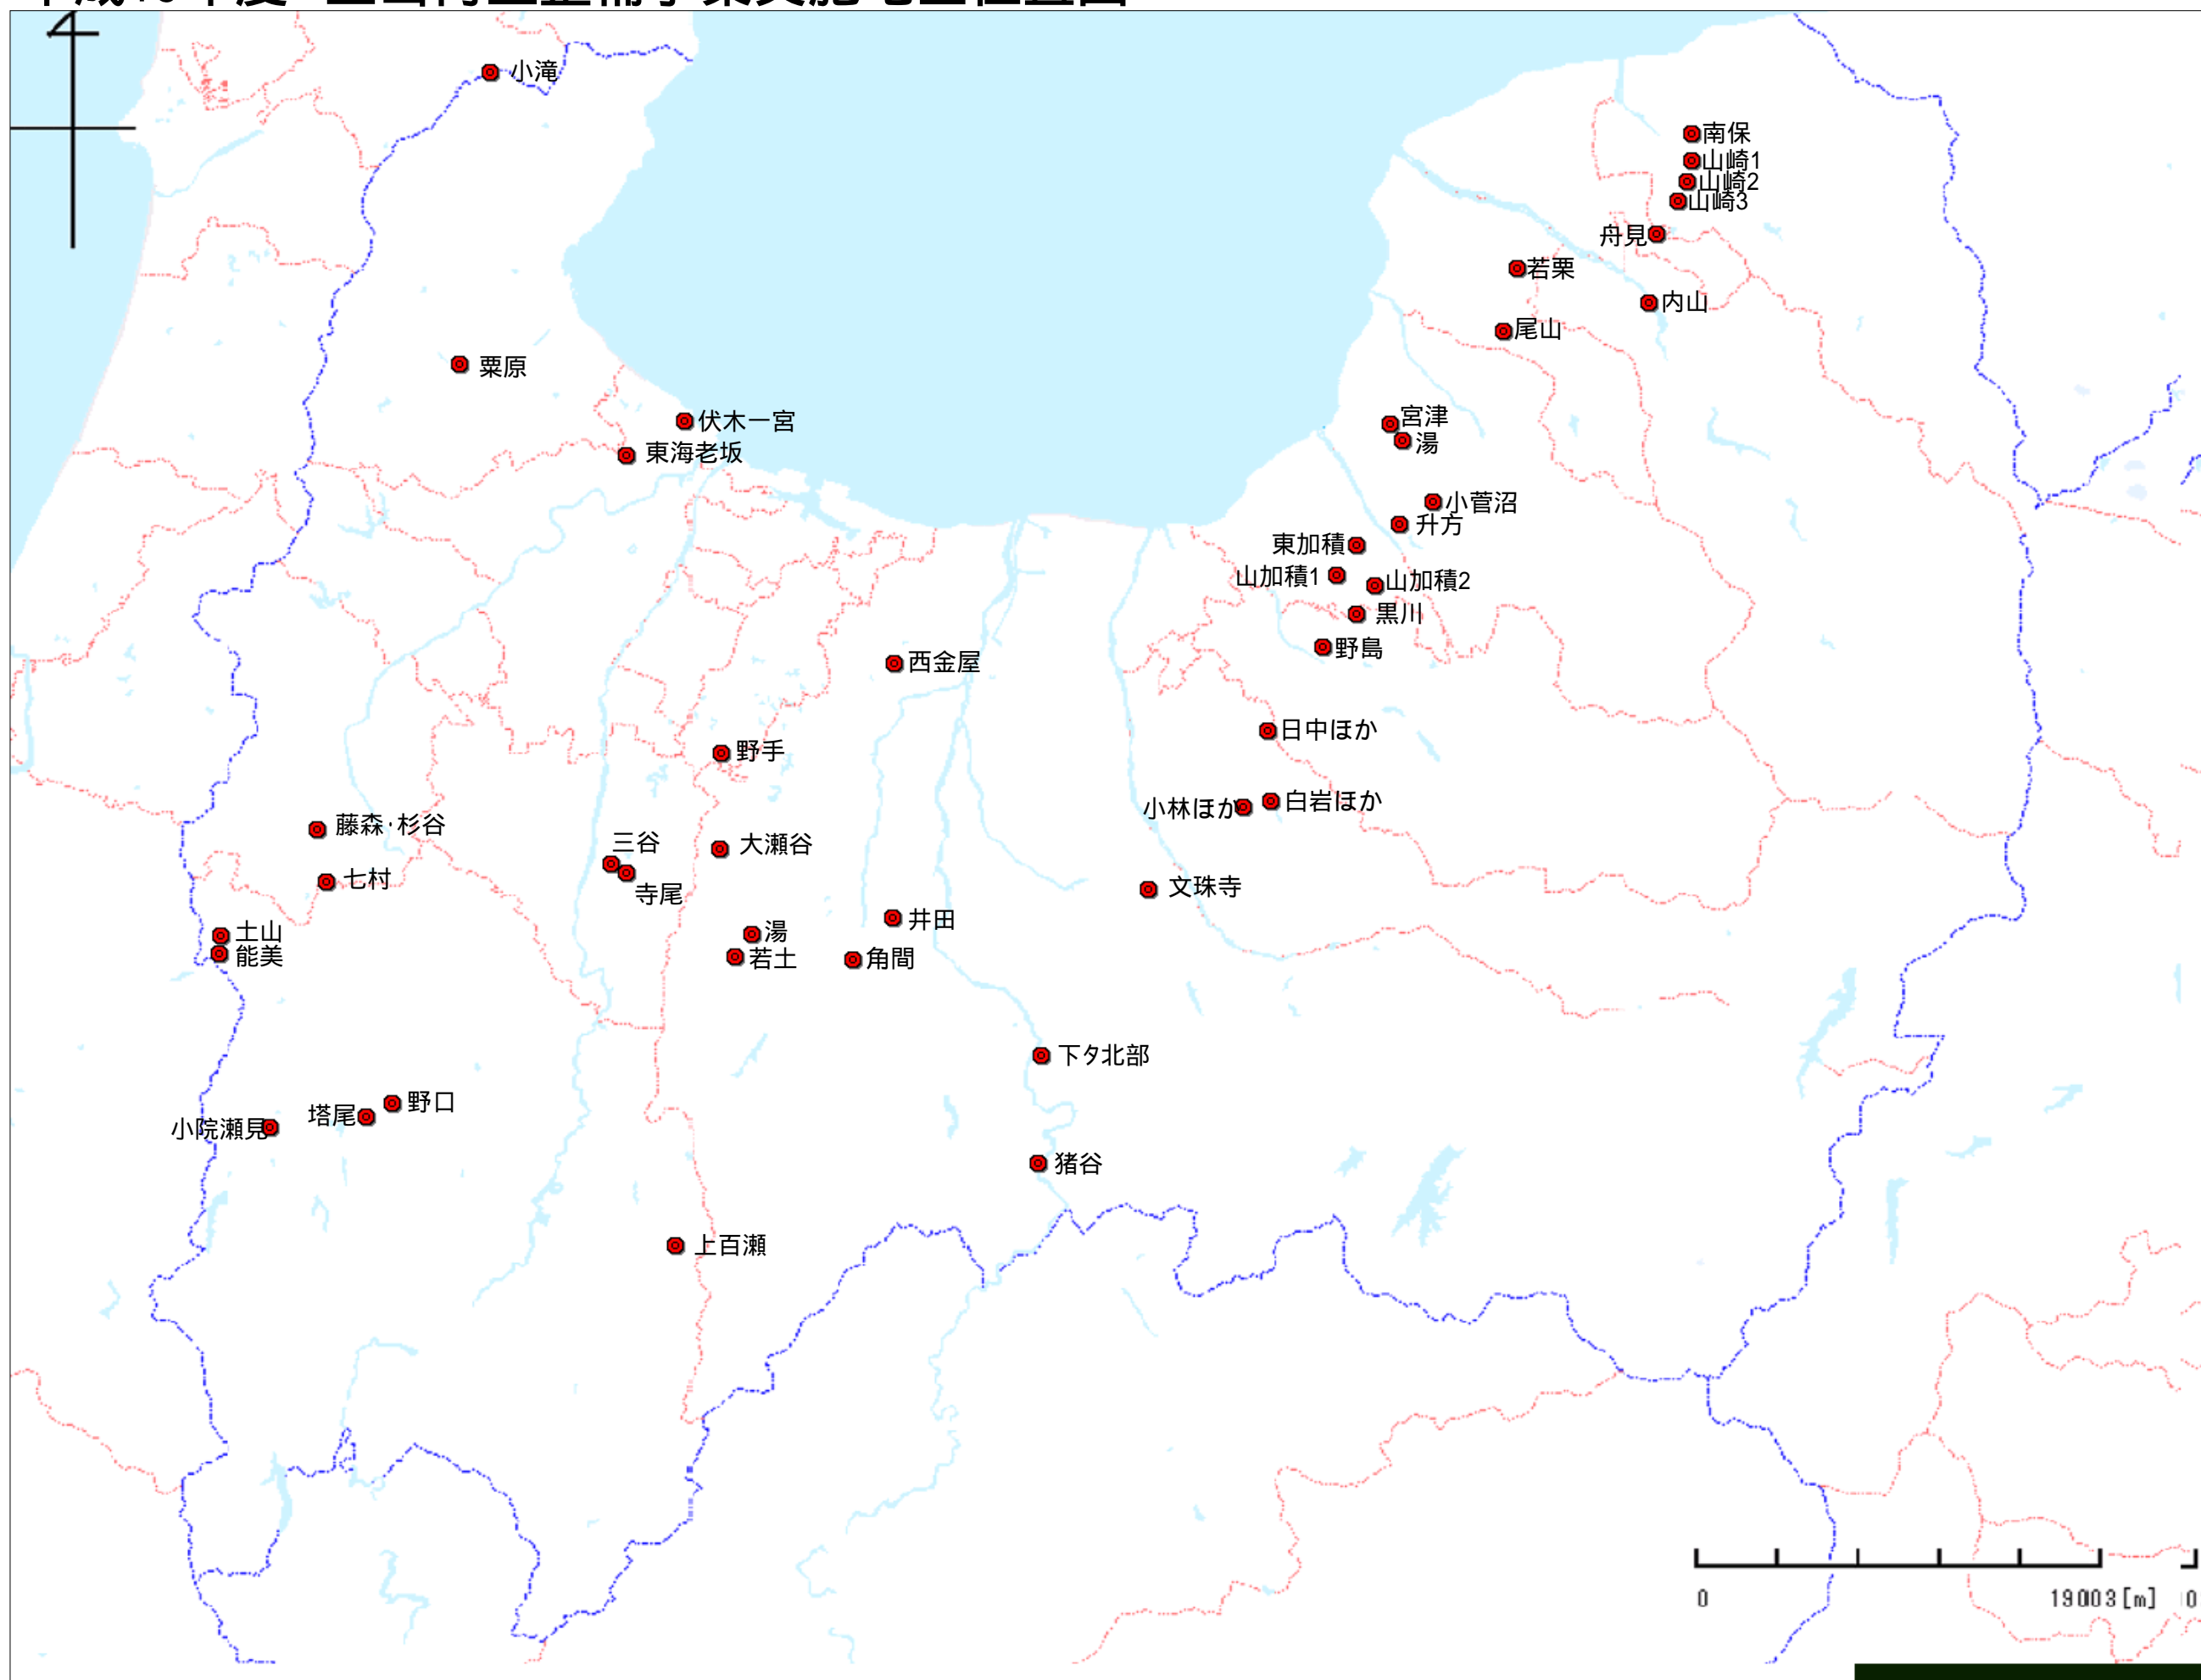 小滝
南保
山崎1
山崎2
山崎3
舟見
若栗
内山
尾山
粟原
伏木一宮
東海老坂
宮津
湯
小菅沼
升方
東加積
山加積1
山加積2
黒川
野島
西金屋
日中ほか
野手
小林ほか
白岩ほか
藤森・杉谷
三谷
大瀬谷
寺尾
七村
文珠寺
井田
土山
湯
能美
若土
角間
下タ北部
野口
塔尾
小院瀬見
猪谷
上百瀬
0
19003[m]
0